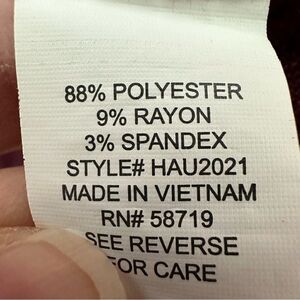 88% POLYESTER
9% RAYON
3% SPANDEX
STYLE# HAU2021
MADE IN VIETNAM
RN# 58719
SEE REVERSE
FOR CARE